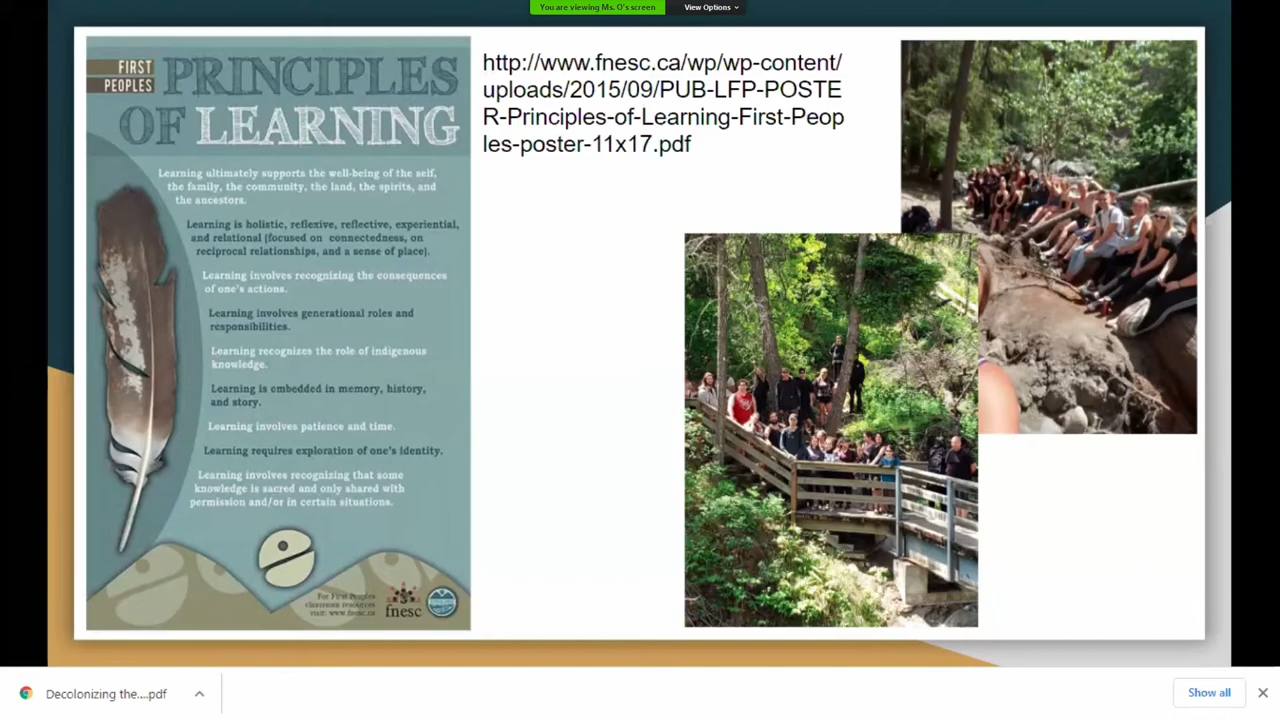 You are viewing Ms. O's screen
View Options
FIRST
PEOPLES
PRINCIPLES
OF LEARNING
Learning ultimately supports the well-being of the self,
the family, the community, the land, the spirits, and
the ancestors.
Learning is holistic, reflexive, reflective, experiential,
and relational (focused on connectedness, on
reciprocal relationships, and a sense of place).
Learning involves recognizing the consequences
of one's actions.
Learning involves generational roles and
responsibilities.
Learning recognizes the role of indigenous
knowledge.
Learning is embedded in memory, history,
and story.
Learning involves patience and time.
Learning requires exploration of one's identity.
Learning involves recognizing that some
knowledge is sacred and only shared with
permission and/or in certain situations.
For First Peoples
classroom resources
visit: www.fnesc.ca
fnesc
http://www.fnesc.ca/wp/wp-content/
uploads/2015/09/PUB-LFP-POSTE
R-Principles-of-Learning-First-Peop
les-poster-11x17.pdf
Decolonizing the....pdf
Show all